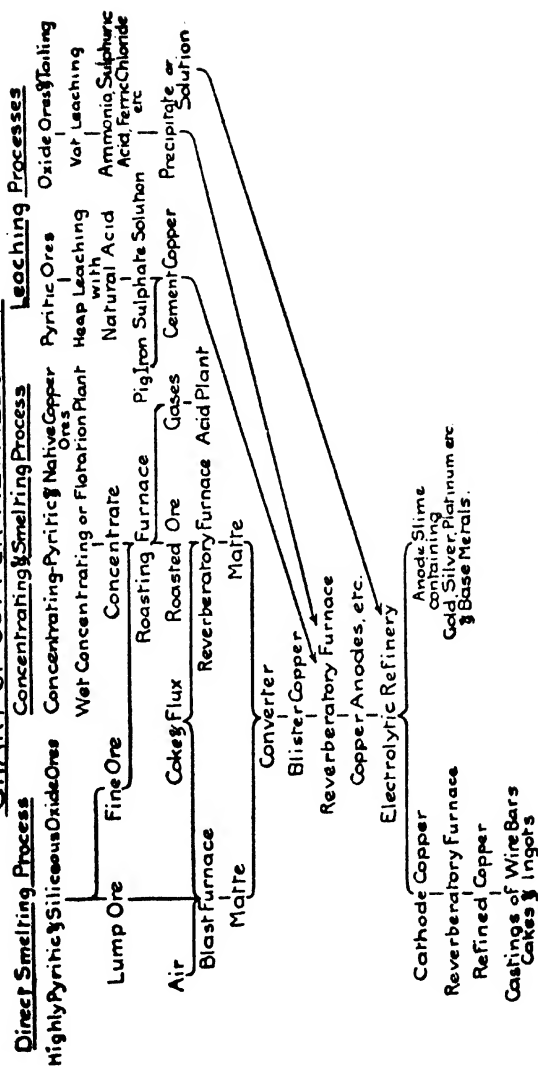 Direct Smelting Process
Concentrating & Smelting Process
Leaching Processes
Highly Pyritic & Siliceous Oxide Ores
Concentrating-Pyritic & Native Copper
Ores
Pyritic Ores
Oxide Ores & Tailing
Wet Concentrating or Flotation Plant
Heap Leaching
with
Natural Acid
Vat Leaching
Lump Ore
Fine Ore
Concentrate
Ammonia, Sulphuric
Acid, Ferric Chloride
etc
Roasting Furnace
Pig Iron Sulphate Solution
Air
Coke & Flux
Roasted Ore
Gases
Cement Copper
Precipitate or
Solution
Blast Furnace
Reverberatory Furnace
Acid Plant
Matte
Matte
Converter
Blister Copper
Reverberatory Furnace
Copper Anodes, etc.
Electrolytic Refinery
Cathode Copper
Reverberatory Furnace
Refined Copper
Castings of Wire Bars
Cakes & Ingots
Anode Slime
containing
Gold, Silver, Platinum etc
& Base Metals.